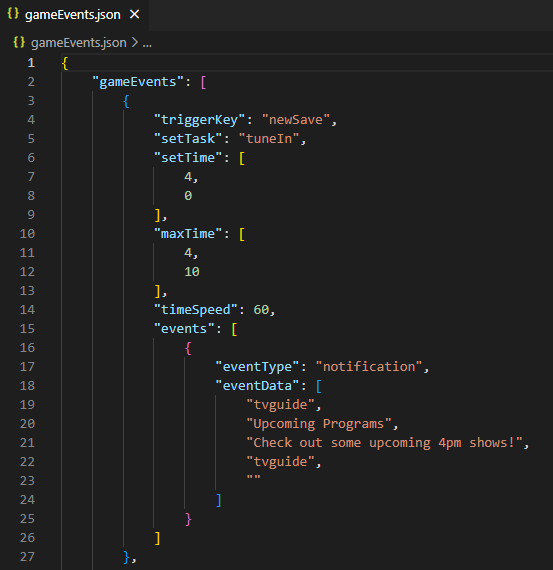 {} gameEvents.json ×
{} gameEvents.json > ...
1 {
2 "gameEvents": [
3 {
4 "triggerKey": "newSave",
5 "setTask": "tuneIn",
6 "setTime": [
7 4,
8 0
9 ],
10 "maxTime": [
11 4,
12 10
13 ],
14 "timeSpeed": 60,
15 "events": [
16 {
17 "eventType": "notification",
18 "eventData": [
19 "tvguide",
20 "Upcoming Programs",
21 "Check out some upcoming 4pm shows!",
22 "tvguide",
23 ""
24 ]
25 }
26 ]
27 },